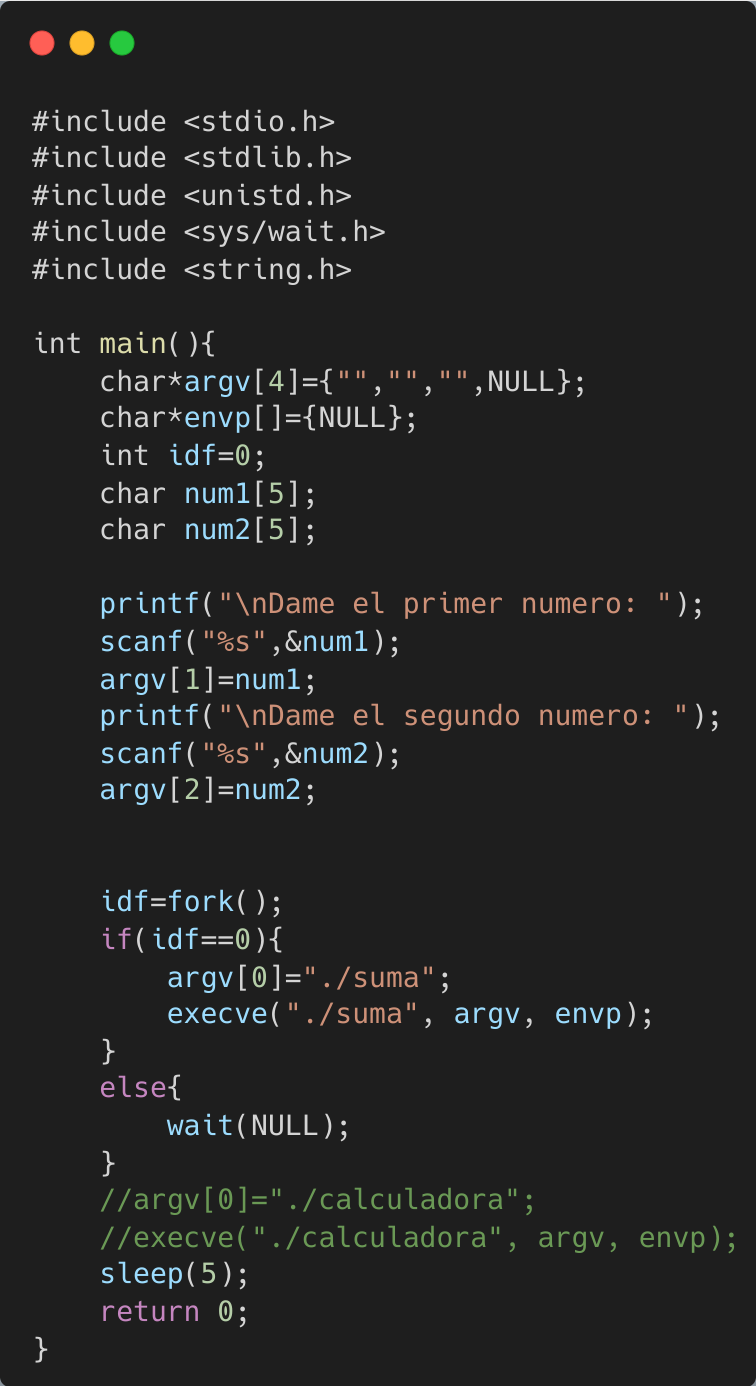 #include <stdio.h>
#include <stdlib.h>
#include <unistd.h>
#include <sys/wait.h>
#include <string.h>

int main(){
    char*argv[4]={"","","",NULL};
    char*envp[]={NULL};
    int idf=0;
    char num1[5];
    char num2[5];

    printf("\nDame el primer numero: ");
    scanf("%s",&num1);
    argv[1]=num1;
    printf("\nDame el segundo numero: ");
    scanf("%s",&num2);
    argv[2]=num2;


    idf=fork();
    if(idf==0){
        argv[0]="./suma";
        execve("./suma", argv, envp);
    }
    else{
        wait(NULL);
    }
    //argv[0]="./calculadora";
    //execve("./calculadora", argv, envp);
    sleep(5);
    return 0;
}